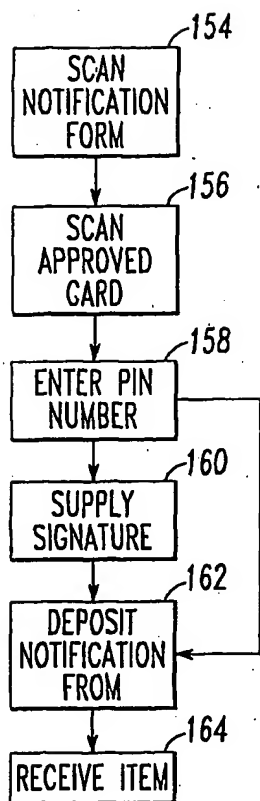 154
SCAN
NOTIFICATION
FORM
156
SCAN
APPROVED
CARD
158
ENTER PIN
NUMBER
160
SUPPLY
SIGNATURE
162
DEPOSIT
NOTIFICATION
FROM
164
RECEIVE ITEM